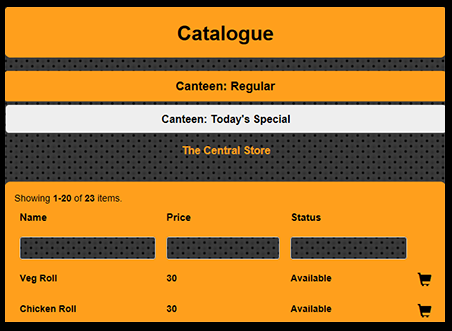 Catalogue
Canteen: Regular
Canteen: Today's Special
The Central Store
Showing 1-20 of 23 items.
Name Price Status
Veg Roll 30 Available
Chicken Roll 30 Available